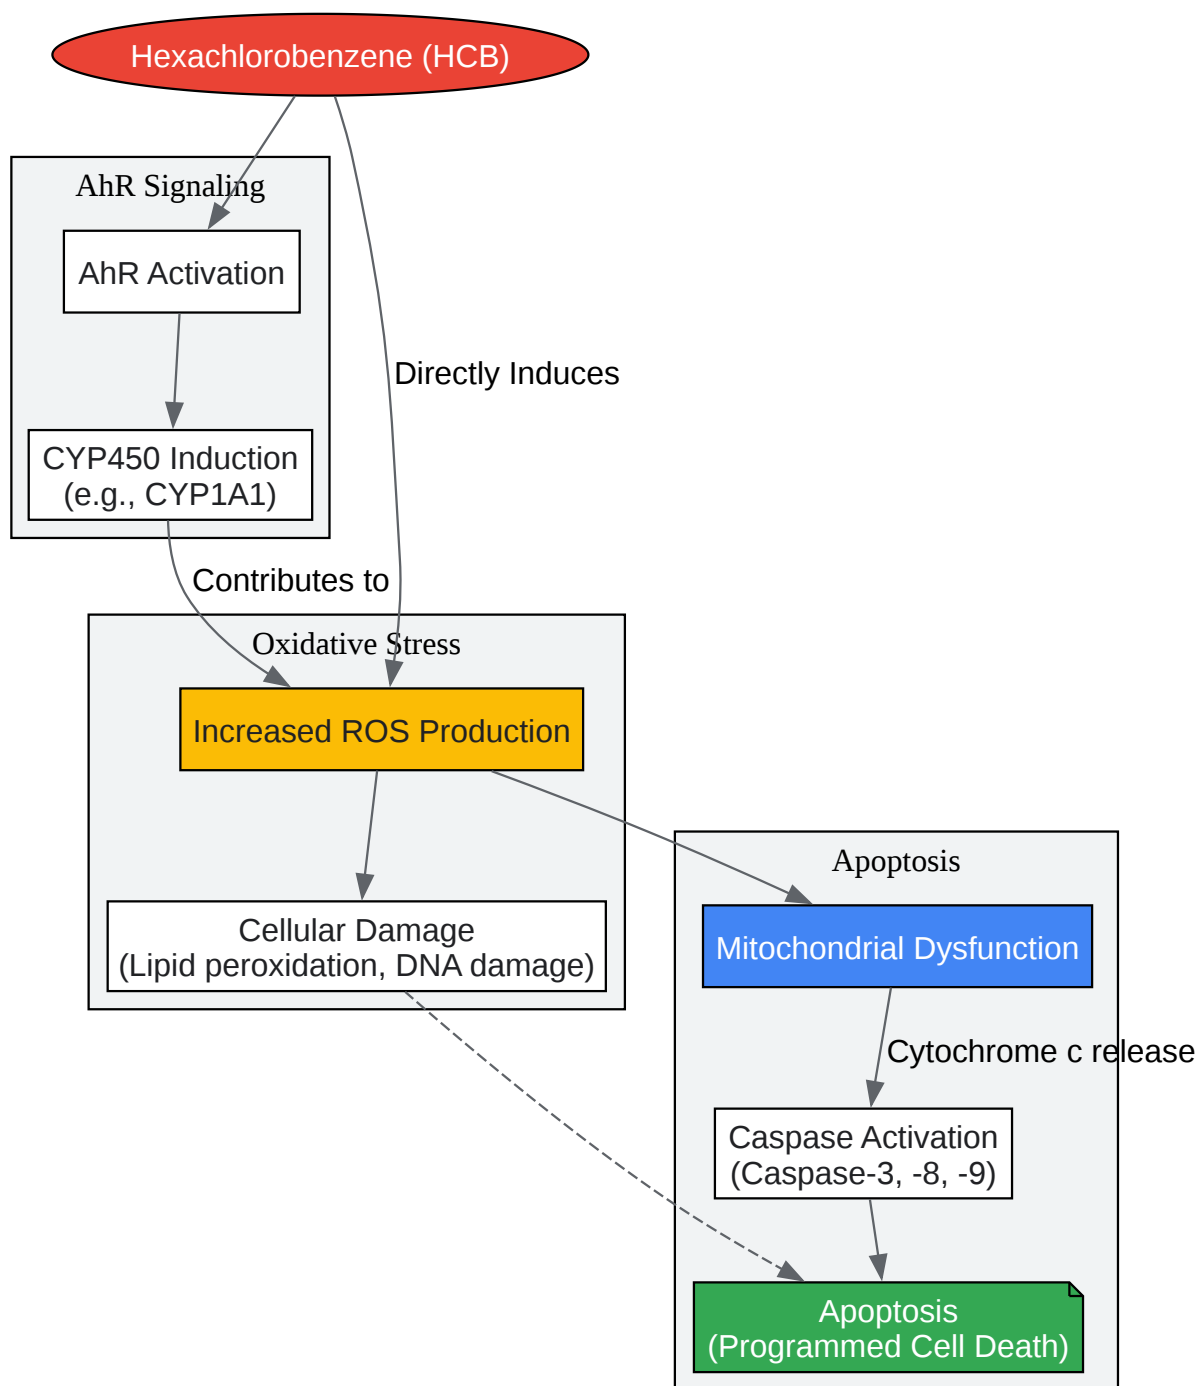 Hexachlorobenzene (HCB)
AhR Signaling
AhR Activation
Directly Induces
CYP450 Induction
(e.g., CYP1A1)
Contributes to
Oxidative Stress
Increased ROS Production
Apoptosis
Cellular Damage
(Lipid peroxidation, DNA damage)
Mitochondrial Dysfunction
Cytochrome c release
Caspase Activation
(Caspase-3, -8, -9)
Apoptosis
(Programmed Cell Death)